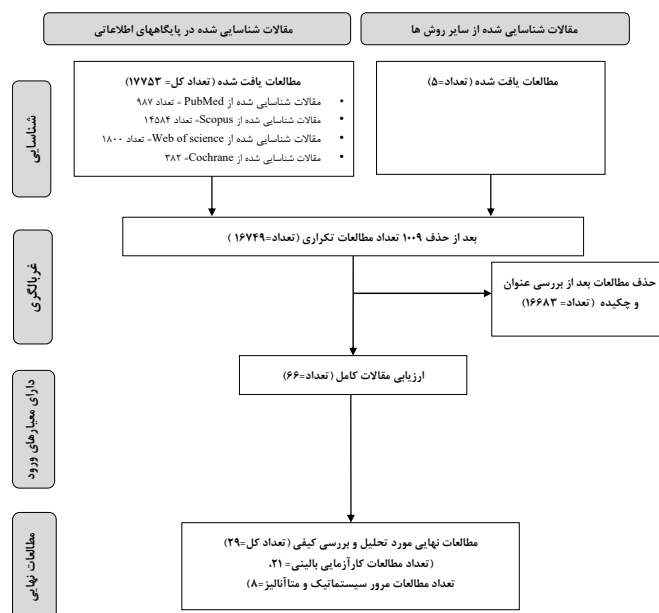 مقالات شناسایی شده در پایگاههای اطلاعاتی
مقالات شناسایی شده از سایر روش ها
شناسایی
مطالعات یافت شده (تعداد کل= ۱۷۷۵۳)
• مقالات شناسایی شده از PubMed = تعداد ۹۸۷
• مقالات شناسایی شده از Scopus= تعداد ۱۴۵۸۴
• مقالات شناسایی شده از Web of science= تعداد ۱۸۰۰
• مقالات شناسایی شده از Cochrane= ۳۸۲
مطالعات یافت شده (تعداد=۵)
غربالگری
بعد از حذف ۱۰۰۹ تعداد مطالعات تکراری (تعداد=۱۶۷۴۹ )
حذف مطالعات بعد از بررسی عنوان
و چکیده (تعداد= ۱۶۶۸۳)
دارای معیارهای ورود
ارزیابی مقالات کامل (تعداد=۶۶)
مطالعات نهایی
مطالعات نهایی مورد تحلیل و بررسی کیفی (تعداد کل=۲۹)
(تعداد مطالعات کارآزمایی بالینی=۲۱،
تعداد مطالعات مرور سیستماتیک و متاآنالیز=۸)